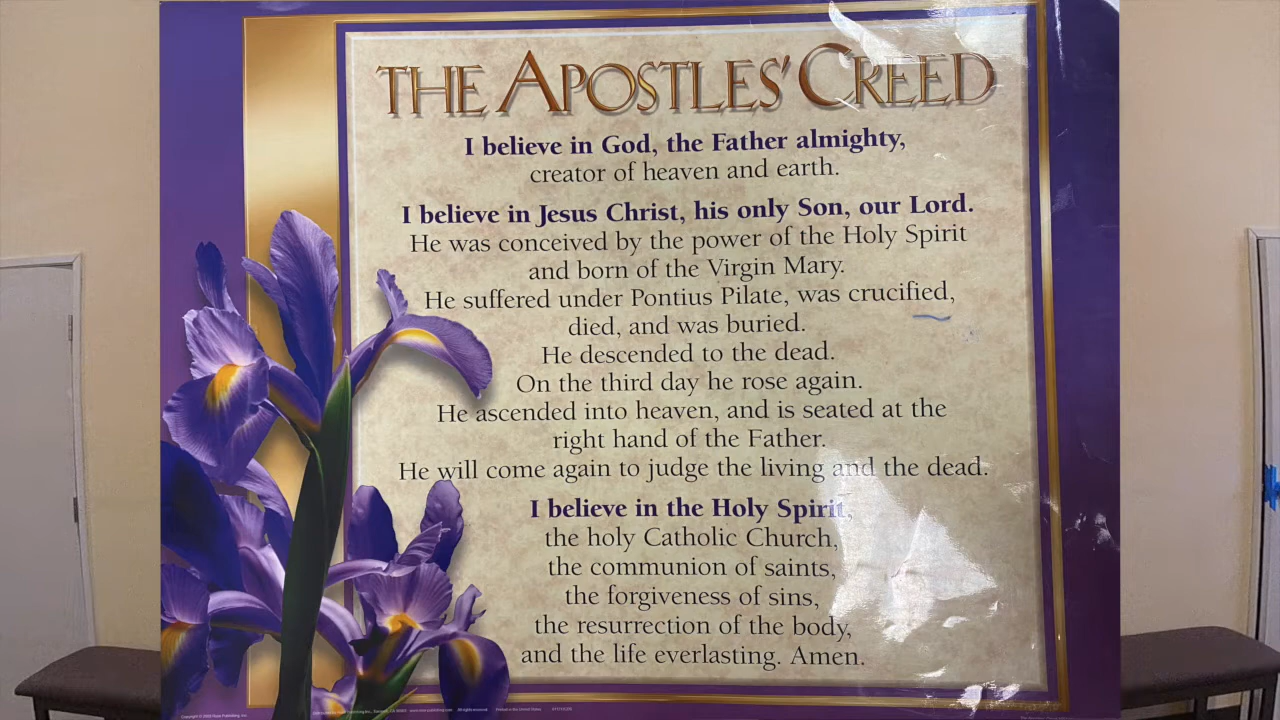 THE APOSTLES' CREED
I believe in God, the Father almighty,
creator of heaven and earth.
I believe in Jesus Christ, his only Son, our Lord.
He was conceived by the power of the Holy Spirit
and born of the Virgin Mary.
He suffered under Pontius Pilate, was crucified,
died, and was buried.
He descended to the dead.
On the third day he rose again.
He ascended into heaven, and is seated at the
right hand of the Father.
He will come again to judge the living and the dead.
I believe in the Holy Spirit,
the holy Catholic Church,
the communion of saints,
the forgiveness of sins,
the resurrection of the body,
and the life everlasting. Amen.